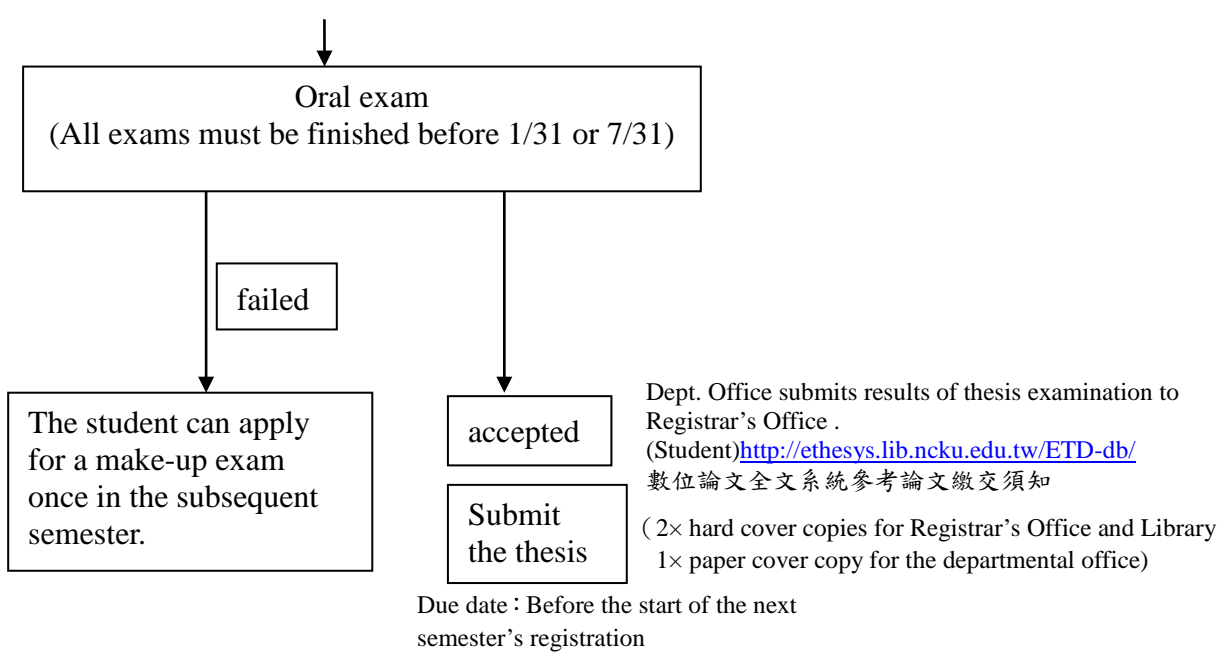 Oral exam
(All exams must be finished before 1/31 or 7/31)
failed
The student can apply
for a make-up exam
once in the subsequent
semester.
accepted
Dept. Office submits results of thesis examination to
Registrar’s Office .
(Student)http://ethesys.lib.ncku.edu.tw/ETD-db/
數位論文全文系統參考論文繳交須知
Submit
the thesis
（2× hard cover copies for Registrar’s Office and Library
1× paper cover copy for the departmental office)
Due date：Before the start of the next
semester’s registration